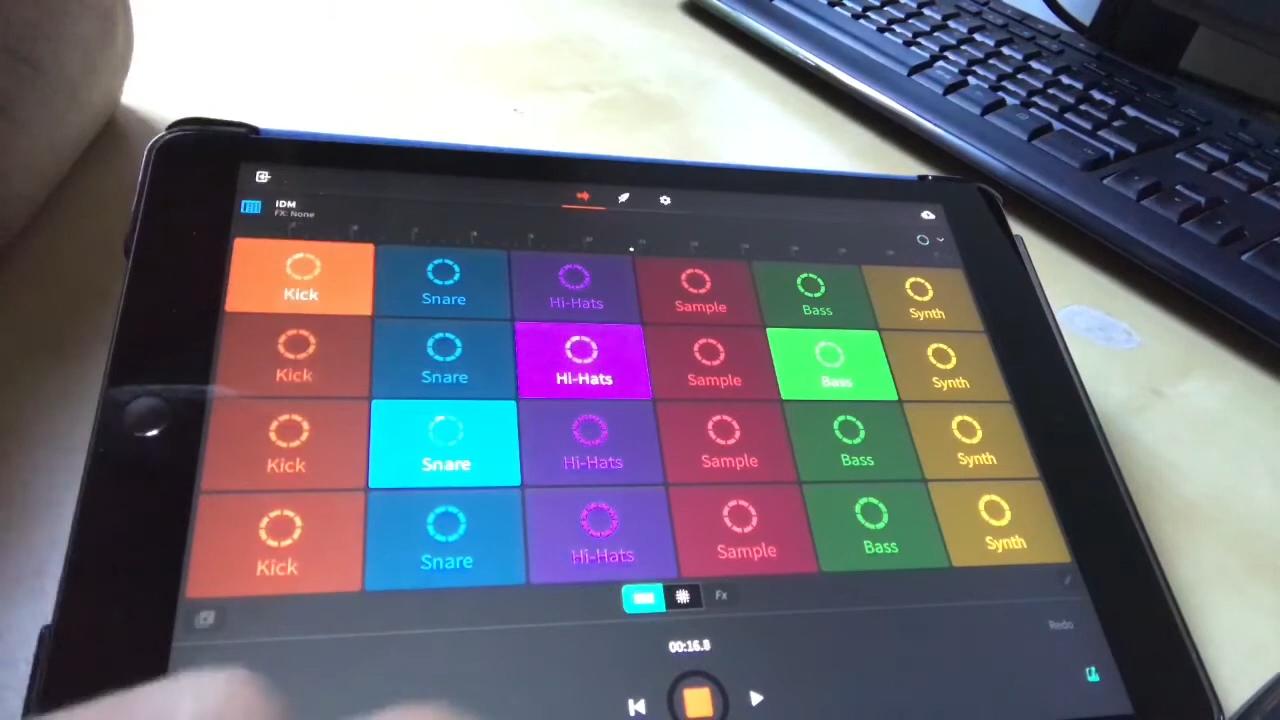 IDM
FX: None
Kick Snare Hi-Hats Sample Bass Synth
Kick Snare Hi-Hats Sample Bass Synth
Kick Snare Hi-Hats Sample Bass Synth
Kick Snare Hi-Hats Sample Bass Synth
Fx
00:16.8
Redo